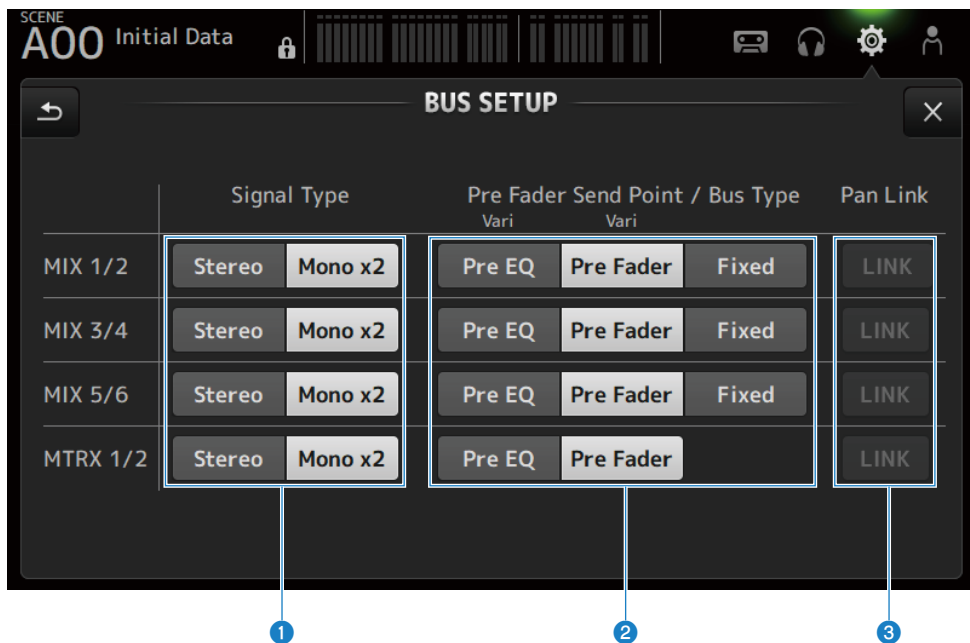 SCENE
A00 Initial Data
BUS SETUP
Signal Type Pre Fader Send Point / Bus Type Pan Link
Vari Vari
MIX 1/2 Stereo Mono x2 Pre EQ Pre Fader Fixed LINK
MIX 3/4 Stereo Mono x2 Pre EQ Pre Fader Fixed LINK
MIX 5/6 Stereo Mono x2 Pre EQ Pre Fader Fixed LINK
MTRX 1/2 Stereo Mono x2 Pre EQ Pre Fader LINK
1 2 3